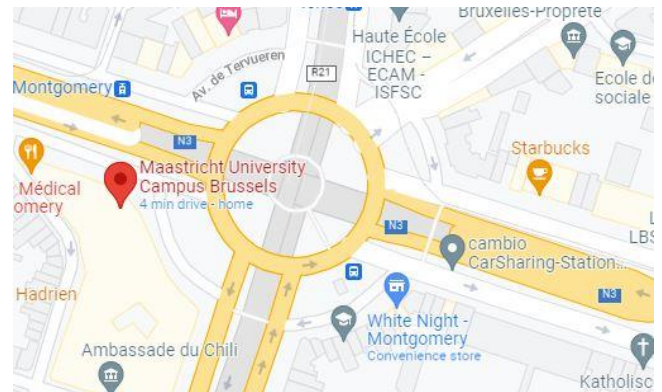 Bruxelles-Propreté
Haute École
ICHEC –
ECAM -
ISFSC
R21
Av. de Tervueren
Ecole d
sociale
Montgomery
N3
Starbucks
Maastricht University
Campus Brussels
4 min drive - home
Médical
omery
N3
LBS
cambio
CarSharing-Station...
N3
Hadrien
White Night -
Montgomery
Convenience store
Ambassade du Chili
Katholisc